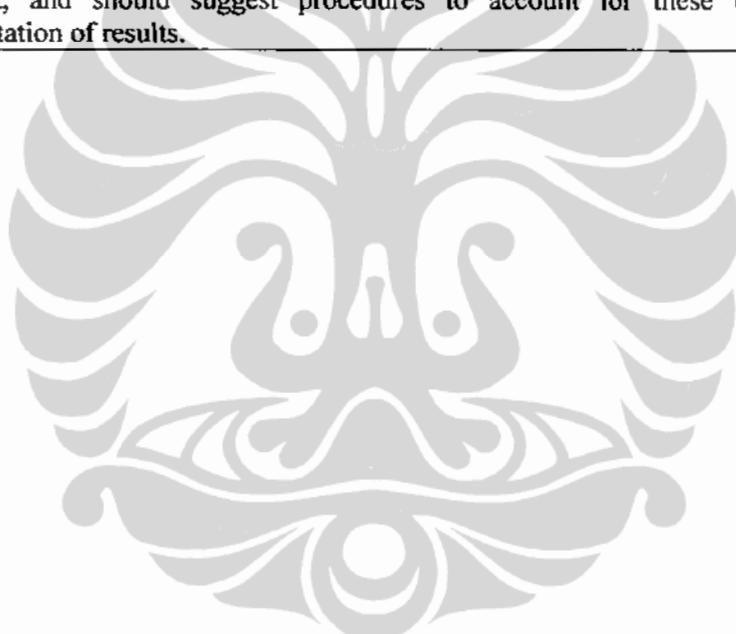 and should suggest procedures to account for these
tation of results.